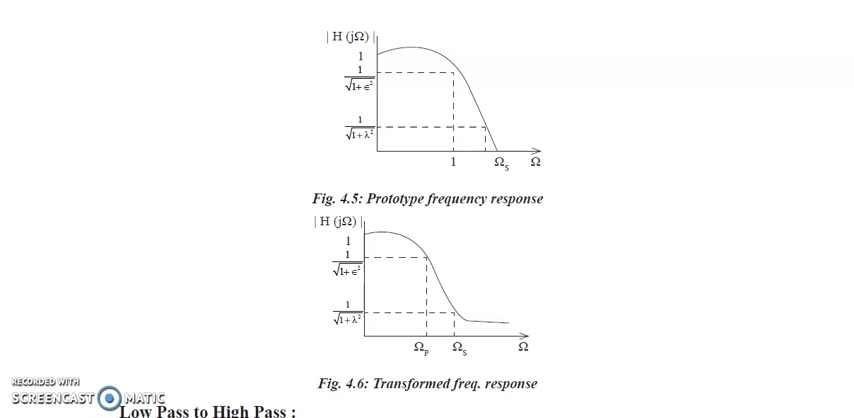 | H (jΩ) |
1
1
√1+ ϵ²
1
√1+ λ²
1 Ωₛ Ω
Fig. 4.5: Prototype frequency response
| H (jΩ) |
1
1
√1+ ϵ²
1
√1+ λ²
Ωₚ Ωₛ Ω
Fig. 4.6: Transformed freq. response
RECORDED WITH
SCREENCAST MATIC
Low Pass to High Pass :